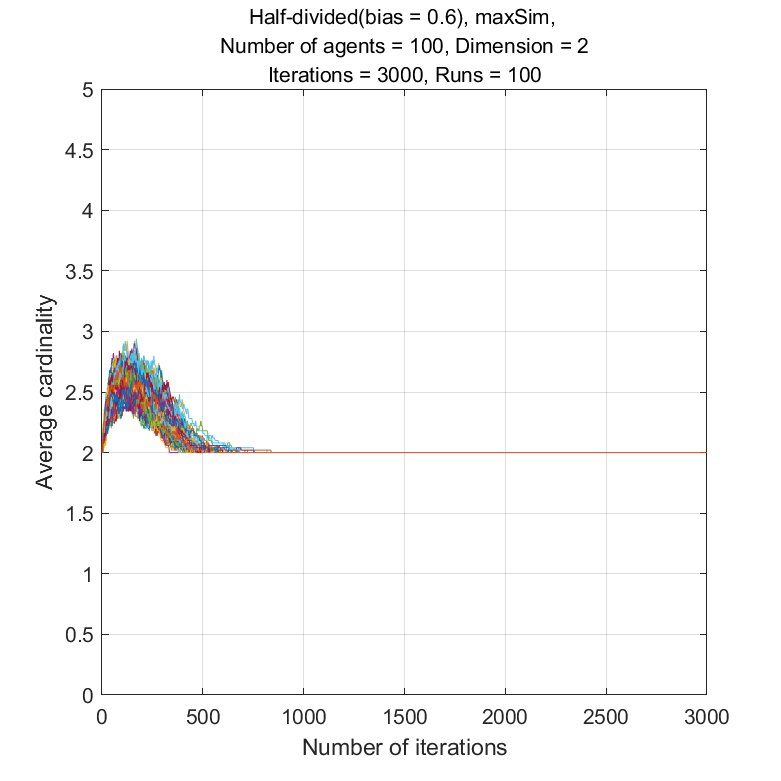 Half-divided(bias = 0.6), maxSim,
Number of agents = 100, Dimension = 2
Iterations = 3000, Runs = 100
5
4.5
4
3.5
3
2.5
2
1.5
1
0.5
0
Average cardinality
0 500 1000 1500 2000 2500 3000
Number of iterations